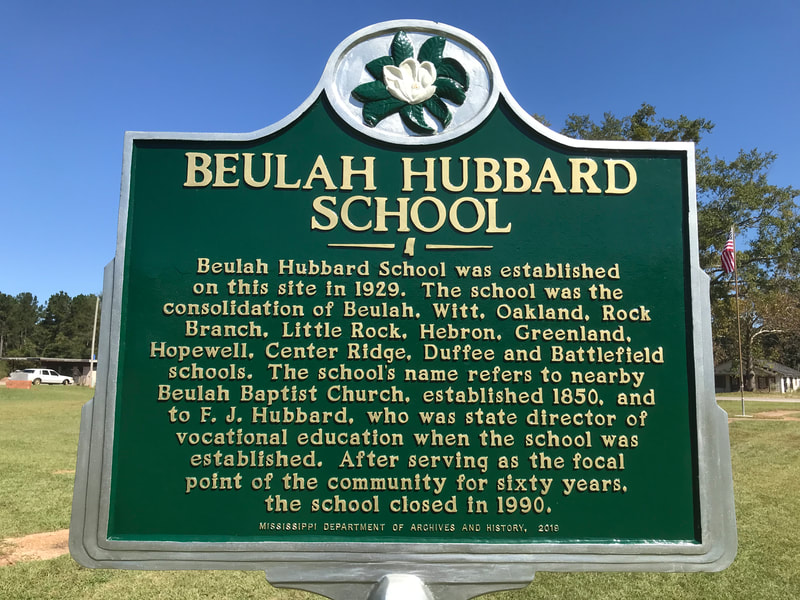 BEULAH HUBBARD
SCHOOL
Beulah Hubbard School was established
on this site in 1929. The school was the
consolidation of Beulah, Witt, Oakland, Rock
Branch, Little Rock, Hebron, Greenland,
Hopewell, Center Ridge, Duffee and Battlefield
schools. The school's name refers to nearby
Beulah Baptist Church, established 1850, and
to F. J. Hubbard, who was state director of
vocational education when the school was
established. After serving as the focal
point of the community for sixty years,
the school closed in 1990.
MISSISSIPPI DEPARTMENT OF ARCHIVES AND HISTORY, 2019